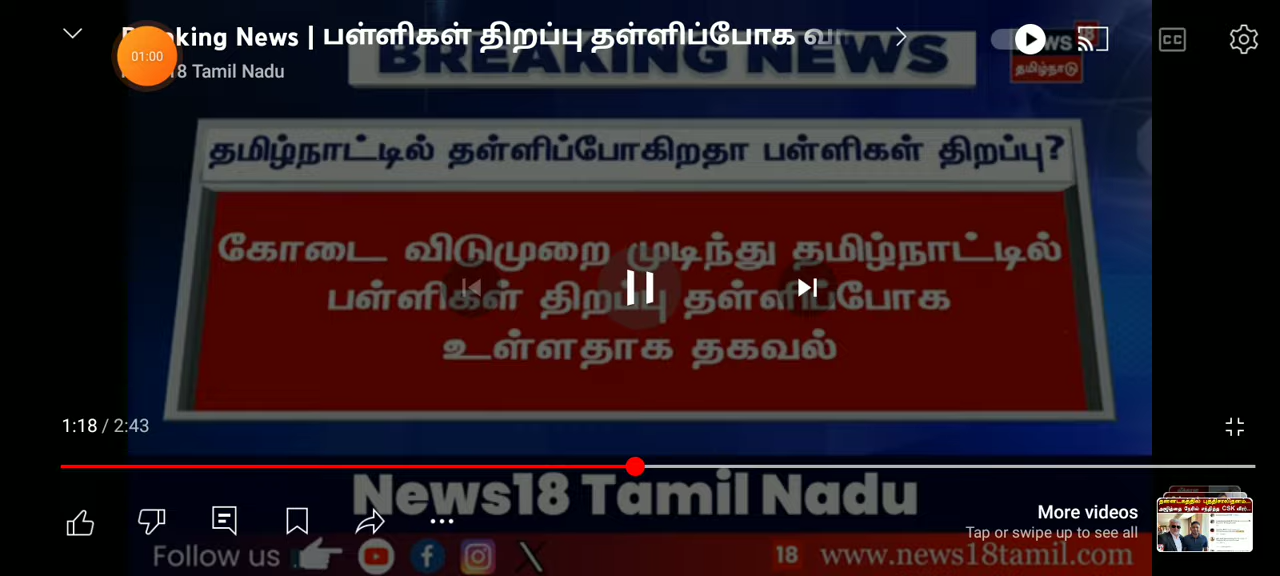 Breaking News | பள்ளிகள் திறப்பு தள்ளிப்போக
01:00
18 Tamil Nadu
BREAKING NEWS
தமிழ்நாடு
CC
தமிழ்நாட்டில் தள்ளிப்போகிறதா பள்ளிகள் திறப்பு?
கோடை விடுமுறை முடிந்து தமிழ்நாட்டில்
பள்ளிகள் திறப்பு தள்ளிப்போக
உள்ளதாக தகவல்
1:18 / 2:43
News18 Tamil Nadu
More videos
Tap or swipe up to see all
Follow us
18 www.news18tamil.com